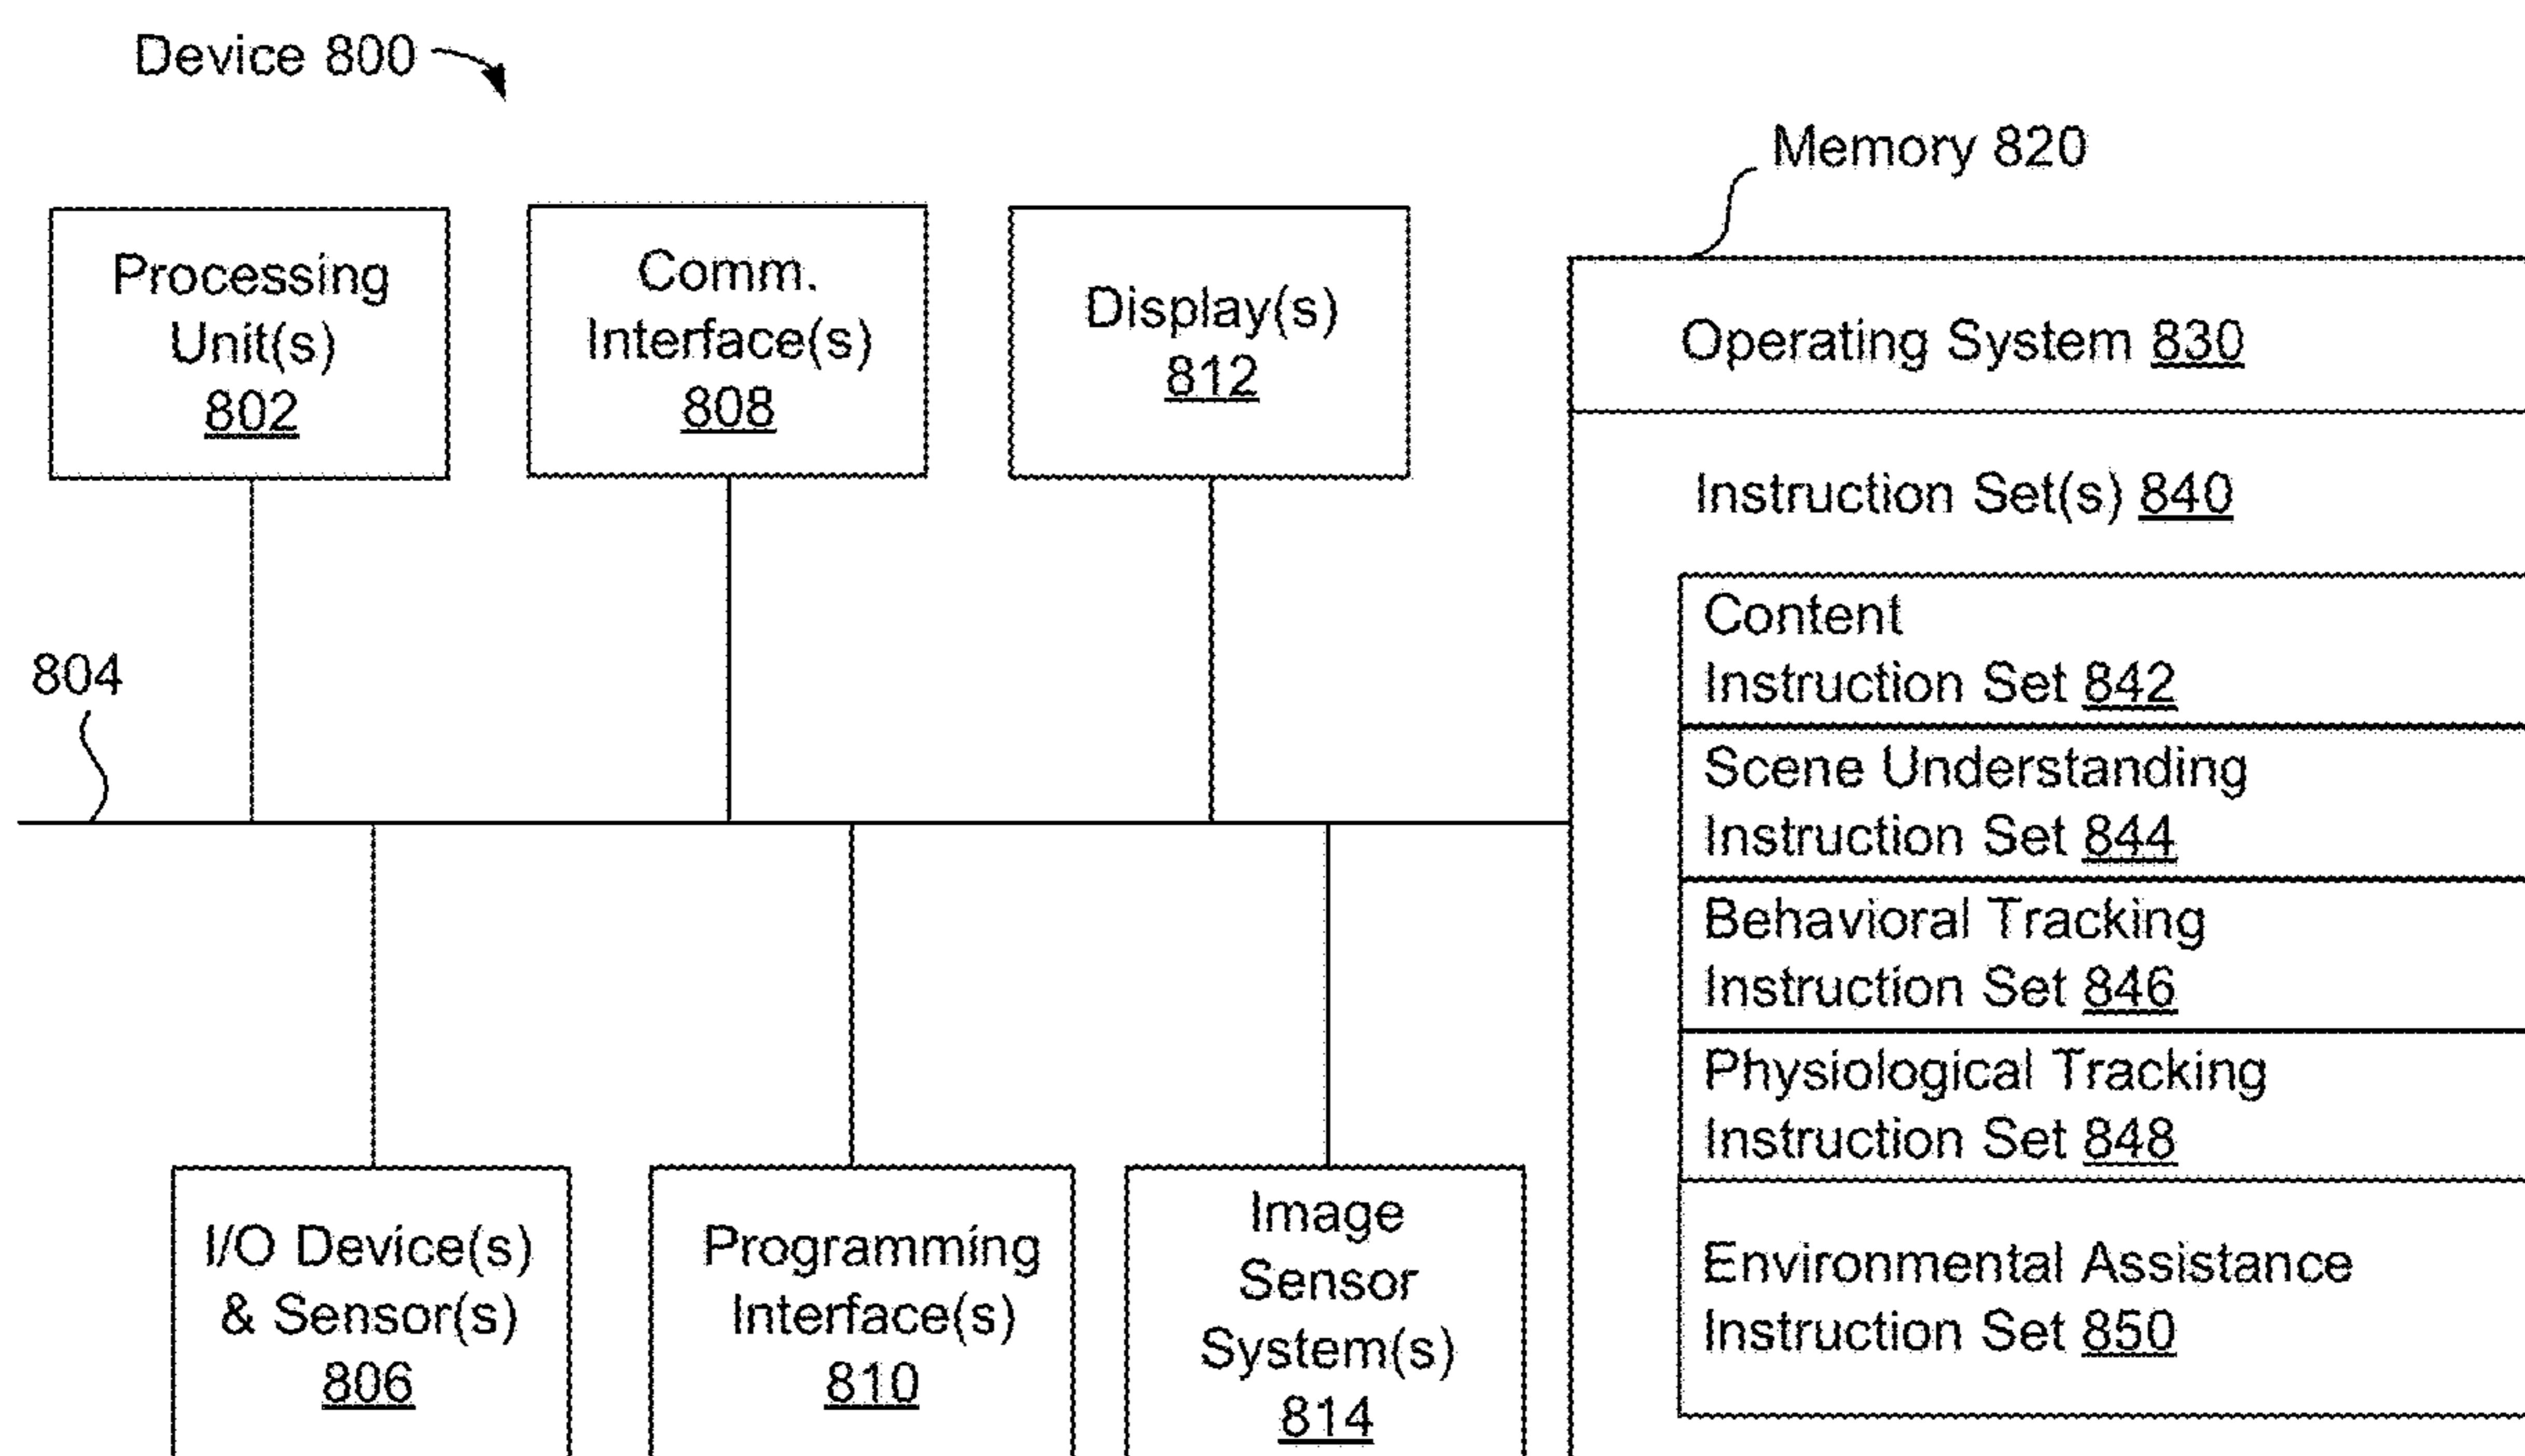 Device 800
Memory 820
Processing
Unit(s)
802
Comm.
Interface(s)
808
Display(s)
812
Operating System 830
Instruction Set(s) 840
Content
Instruction Set 842
Scene Understanding
Instruction Set 844
Behavioral Tracking
Instruction Set 846
Physiological Tracking
Instruction Set 848
Environmental Assistance
Instruction Set 850
804
I/O Device(s)
& Sensor(s)
806
Programming
Interface(s)
810
Image
Sensor
System(s)
814